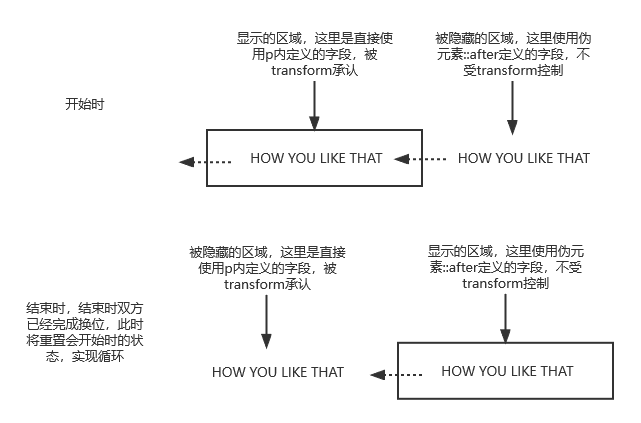 显示的区域，这里是直接使
用p内定义的字段，被
transform承认
被隐藏的区域，这里使用伪
元素::after定义的字段，不
受transform控制
开始时
HOW YOU LIKE THAT
HOW YOU LIKE THAT
被隐藏的区域，这里是直接
使用p内定义的字段，被
transform承认
显示的区域，这里使用伪元
素::after定义的字段，不受
transform控制
结束时，结束时双方
已经完成换位，此时
将重置会开始时的状
态，实现循环
HOW YOU LIKE THAT
HOW YOU LIKE THAT